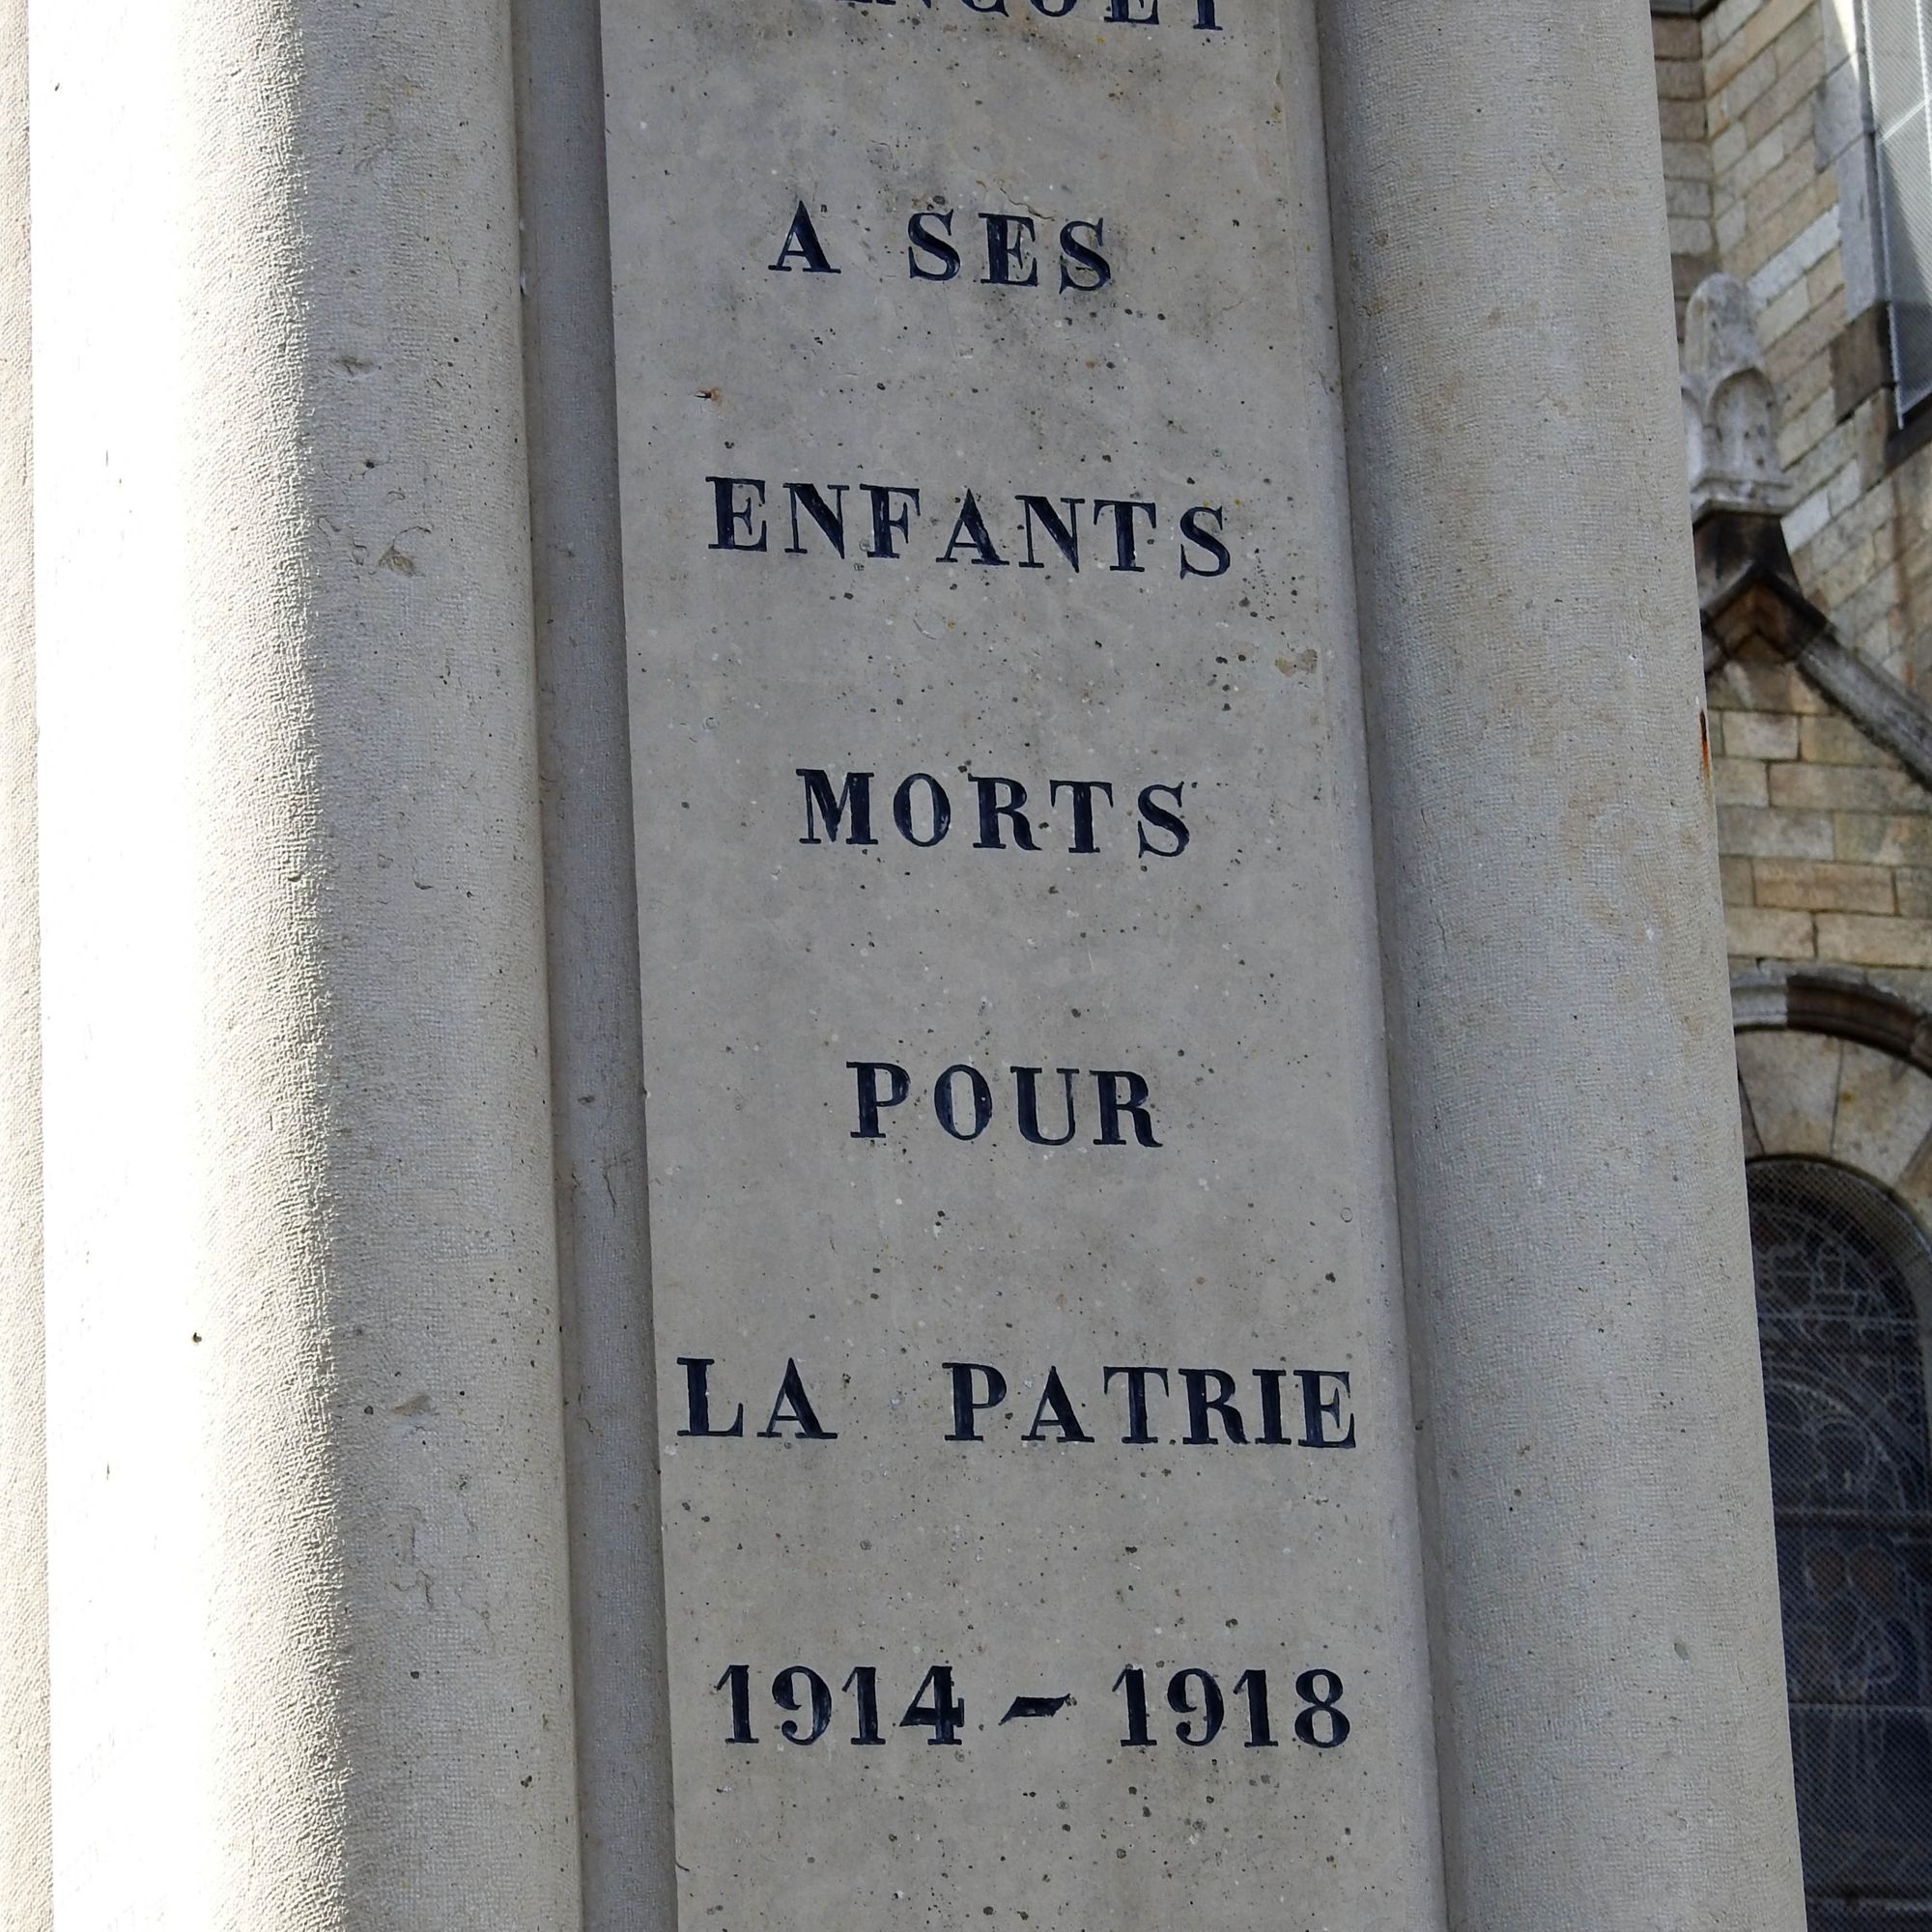 A SES
ENFANTS
MORTS
POUR
LA PATRIE
1914 - 1918